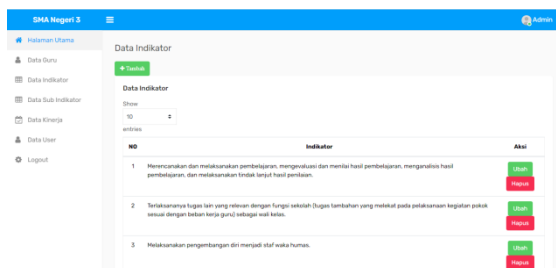 SMA Negeri 3
Admin
Halaman Utama
Data Guru
Data Indikator
Data Sub Indikator
Data Kinerja
Data User
Logout
Data Indikator
+ Tambah
Data Indikator
Show
10
entries
NO Indikator Aksi
1 Merencanakan dan melaksanakan pembelajaran, mengevaluasi dan menilai hasil pembelajaran, menganalisis hasil
pembelajaran, dan melaksanakan tindak lanjut hasil penilaian.
Ubah
Hapus
2 Terlaksananya tugas lain yang relevan dengan fungsi sekolah (tugas tambahan yang melekat pada pelaksanaan kegiatan pokok
sesuai dengan beban kerja guru) sebagai wali kelas.
Ubah
Hapus
3 Melaksanakan pengembangan diri menjadi staf waka humas.
Ubah
Hapus